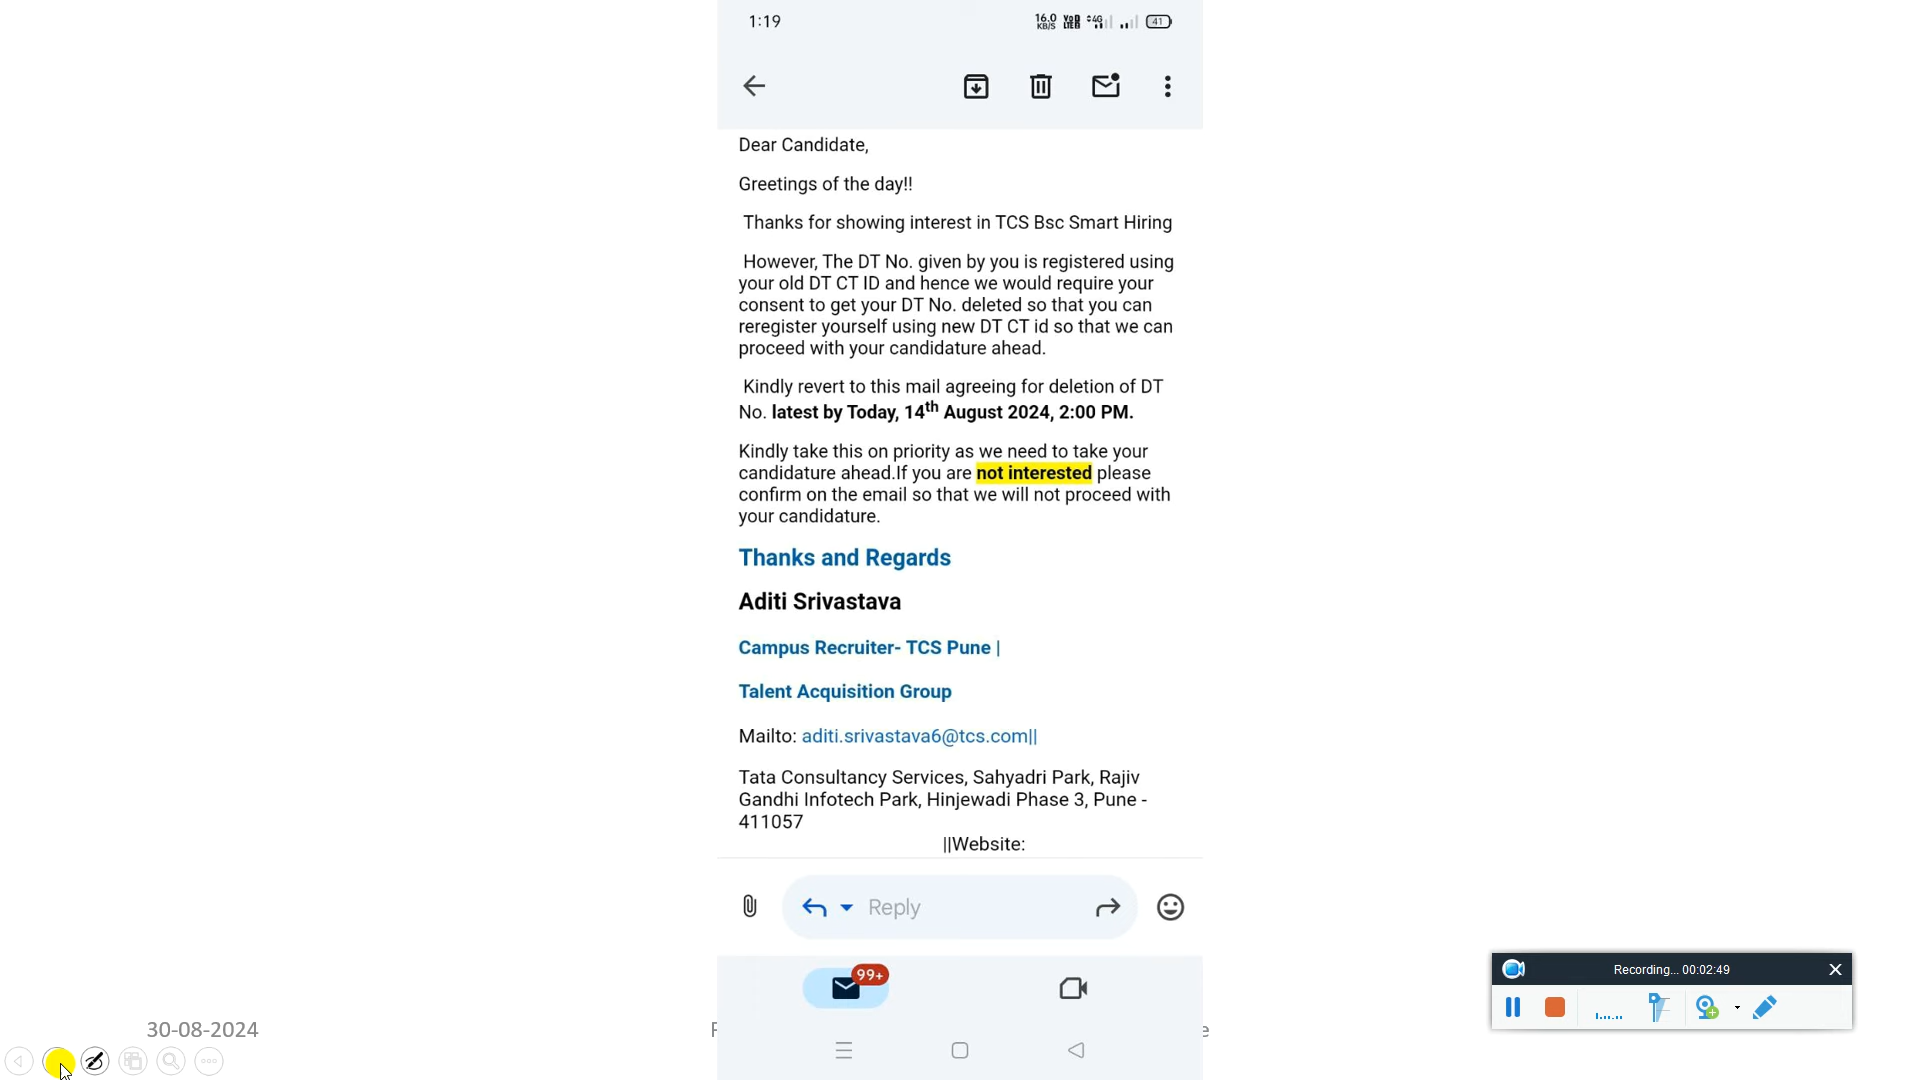 1:19
16.0
KB/S
4G
41
Dear Candidate,
Greetings of the day!!
Thanks for showing interest in TCS Bsc Smart Hiring
However, The DT No. given by you is registered using
your old DT CT ID and hence we would require your
consent to get your DT No. deleted so that you can
reregister yourself using new DT CT id so that we can
proceed with your candidature ahead.
Kindly revert to this mail agreeing for deletion of DT
No. latest by Today, 14th August 2024, 2:00 PM.
Kindly take this on priority as we need to take your
candidature ahead.If you are not interested please
confirm on the email so that we will not proceed with
your candidature.
Thanks and Regards
Aditi Srivastava
Campus Recruiter- TCS Pune |
Talent Acquisition Group
Mailto: aditi.srivastava6@tcs.com||
Tata Consultancy Services, Sahyadri Park, Rajiv
Gandhi Infotech Park, Hinjewadi Phase 3, Pune -
411057
||Website:
Reply
99+
Recording... 00:02:49
30-08-2024